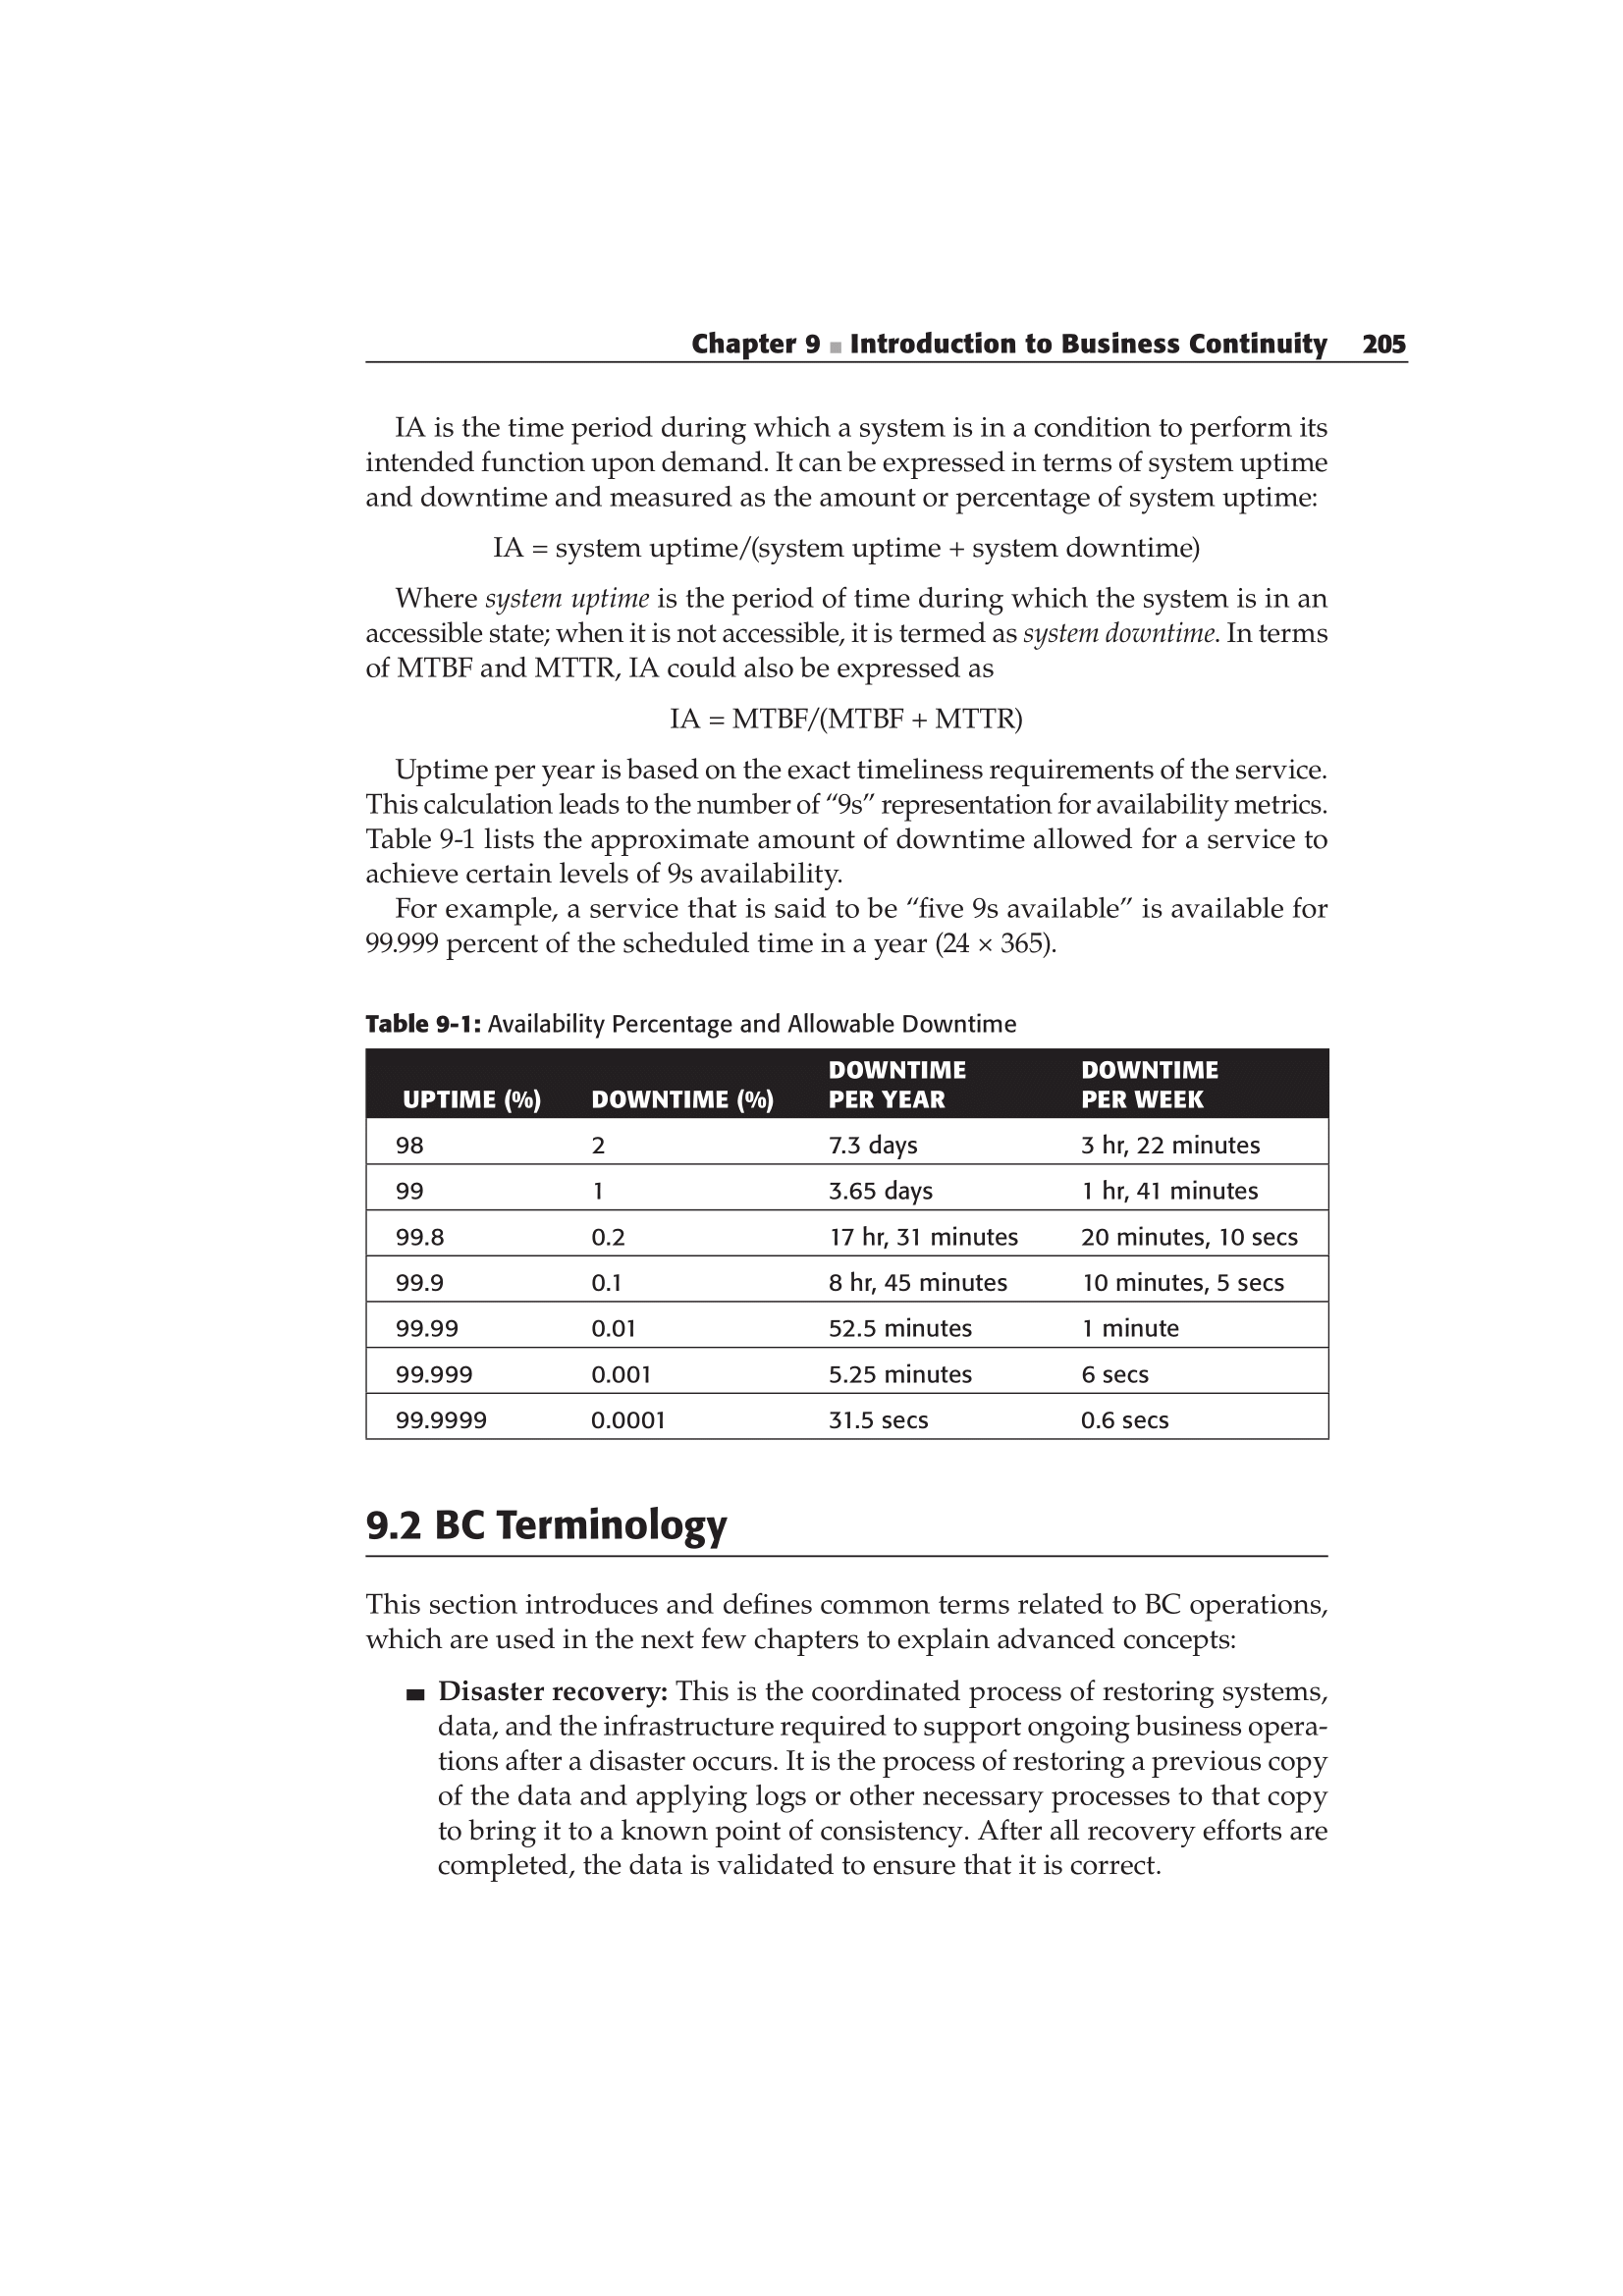 Chapter 9 ■ Introduction to Business Continuity 205
IA is the time period during which a system is in a condition to perform its
intended function upon demand. It can be expressed in terms of system uptime
and downtime and measured as the amount or percentage of system uptime:
IA = system uptime/(system uptime + system downtime)
Where system uptime is the period of time during which the system is in an
accessible state; when it is not accessible, it is termed as system downtime. In terms
of MTBF and MTTR, IA could also be expressed as
IA = MTBF/(MTBF + MTTR)
Uptime per year is based on the exact timeliness requirements of the service.
This calculation leads to the number of “9s” representation for availability metrics.
Table 9-1 lists the approximate amount of downtime allowed for a service to
achieve certain levels of 9s availability.
For example, a service that is said to be “five 9s available” is available for
99.999 percent of the scheduled time in a year (24 × 365).
Table 9-1: Availability Percentage and Allowable Downtime
DOWNTIME DOWNTIME
UPTIME (%) DOWNTIME (%) PER YEAR PER WEEK
98 2 7.3 days 3 hr, 22 minutes
99 1 3.65 days 1 hr, 41 minutes
99.8 0.2 17 hr, 31 minutes 20 minutes, 10 secs
99.9 0.1 8 hr, 45 minutes 10 minutes, 5 secs
99.99 0.01 52.5 minutes 1 minute
99.999 0.001 5.25 minutes 6 secs
99.9999 0.0001 31.5 secs 0.6 secs
9.2 BC Terminology
This section introduces and defines common terms related to BC operations,
which are used in the next few chapters to explain advanced concepts:
■ Disaster recovery: This is the coordinated process of restoring systems,
data, and the infrastructure required to support ongoing business opera-
tions after a disaster occurs. It is the process of restoring a previous copy
of the data and applying logs or other necessary processes to that copy
to bring it to a known point of consistency. After all recovery efforts are
completed, the data is validated to ensure that it is correct.